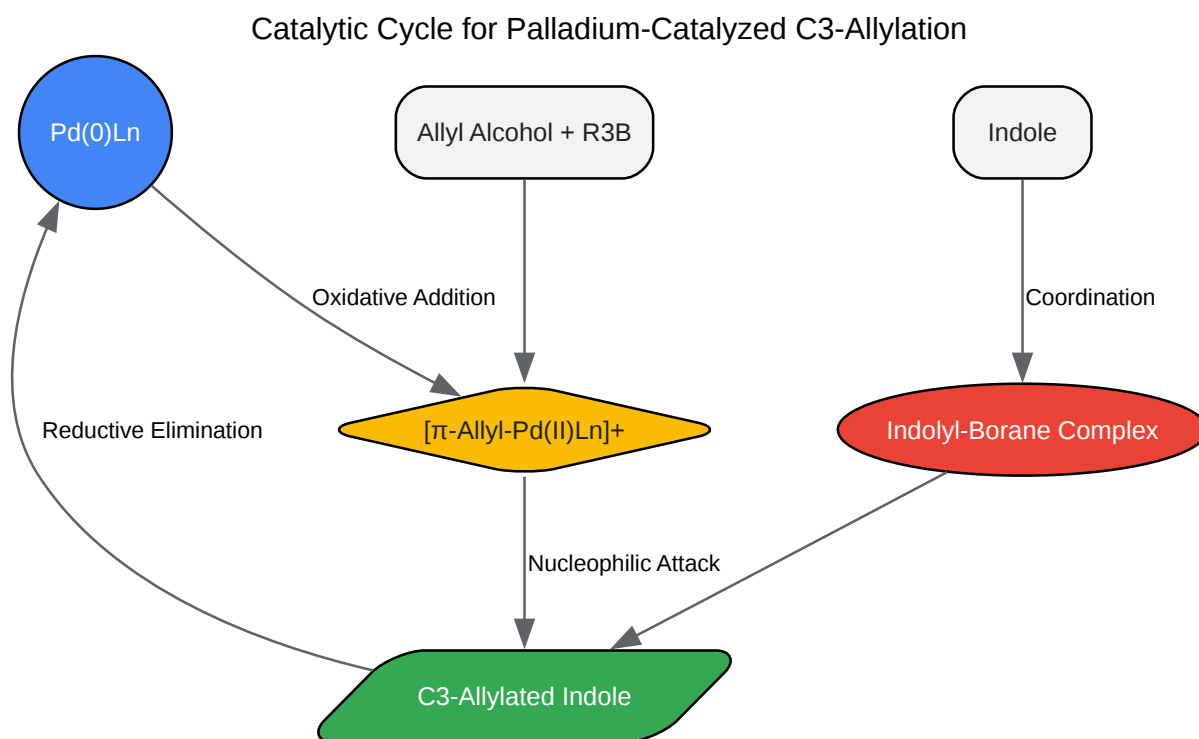 Catalytic Cycle for Palladium-Catalyzed C3-Allylation
Pd(0)Ln
Allyl Alcohol + R3B
Indole
Oxidative Addition
Coordination
Reductive Elimination
[π-Allyl-Pd(II)Ln]+
Indolyl-Borane Complex
Nucleophilic Attack
C3-Allylated Indole